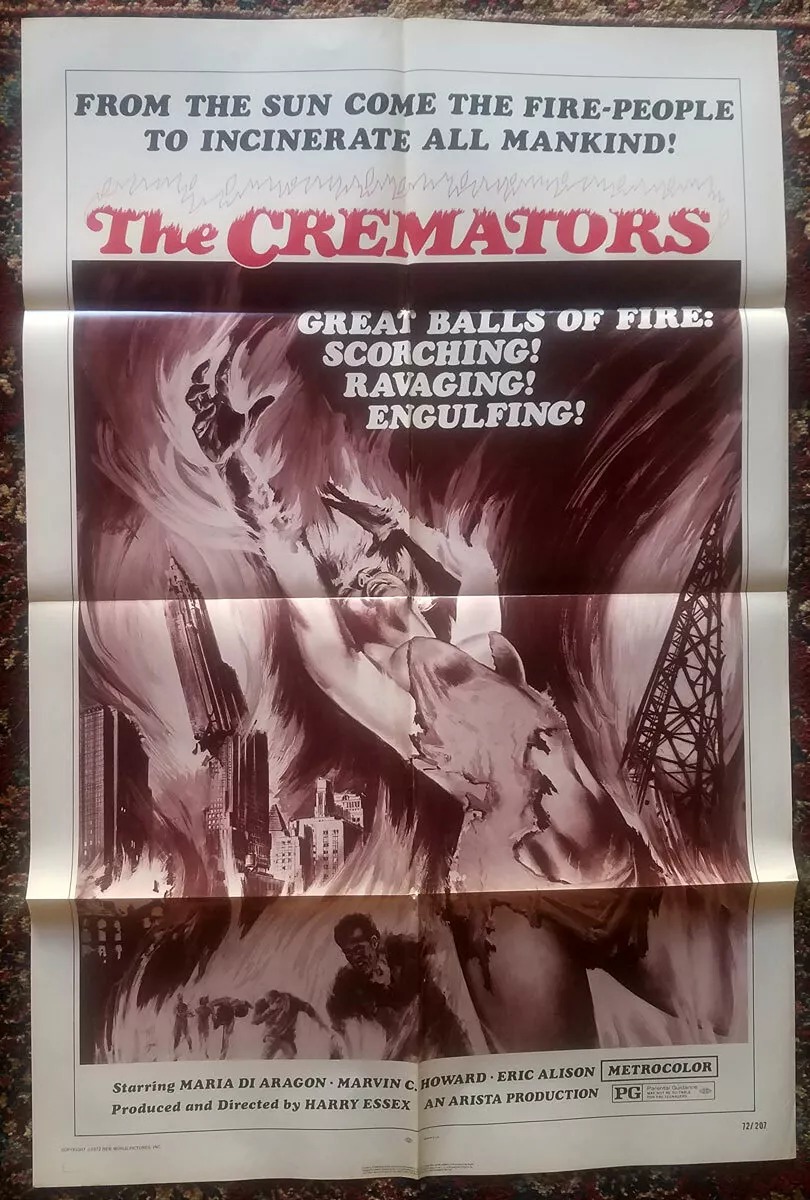 FROM THE SUN COME THE FIRE-PEOPLE
TO INCINERATE ALL MANKIND!
The CREMATORS
GREAT BALLS OF FIRE:
SCORCHING!
RAVAGING!
ENGULFING!
Starring MARIA DI ARAGON · MARVIN C. HOWARD · ERIC ALISON METROCOLOR
Produced and Directed by HARRY ESSEX AN ARISTA PRODUCTION PG Parental Guidance
72/207